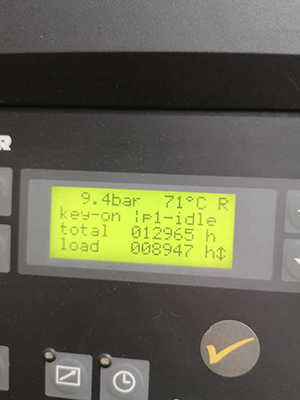 R
9.4bar 71°C R
key-on ¦p1-idle
total 012965 h
load 008947 h↕